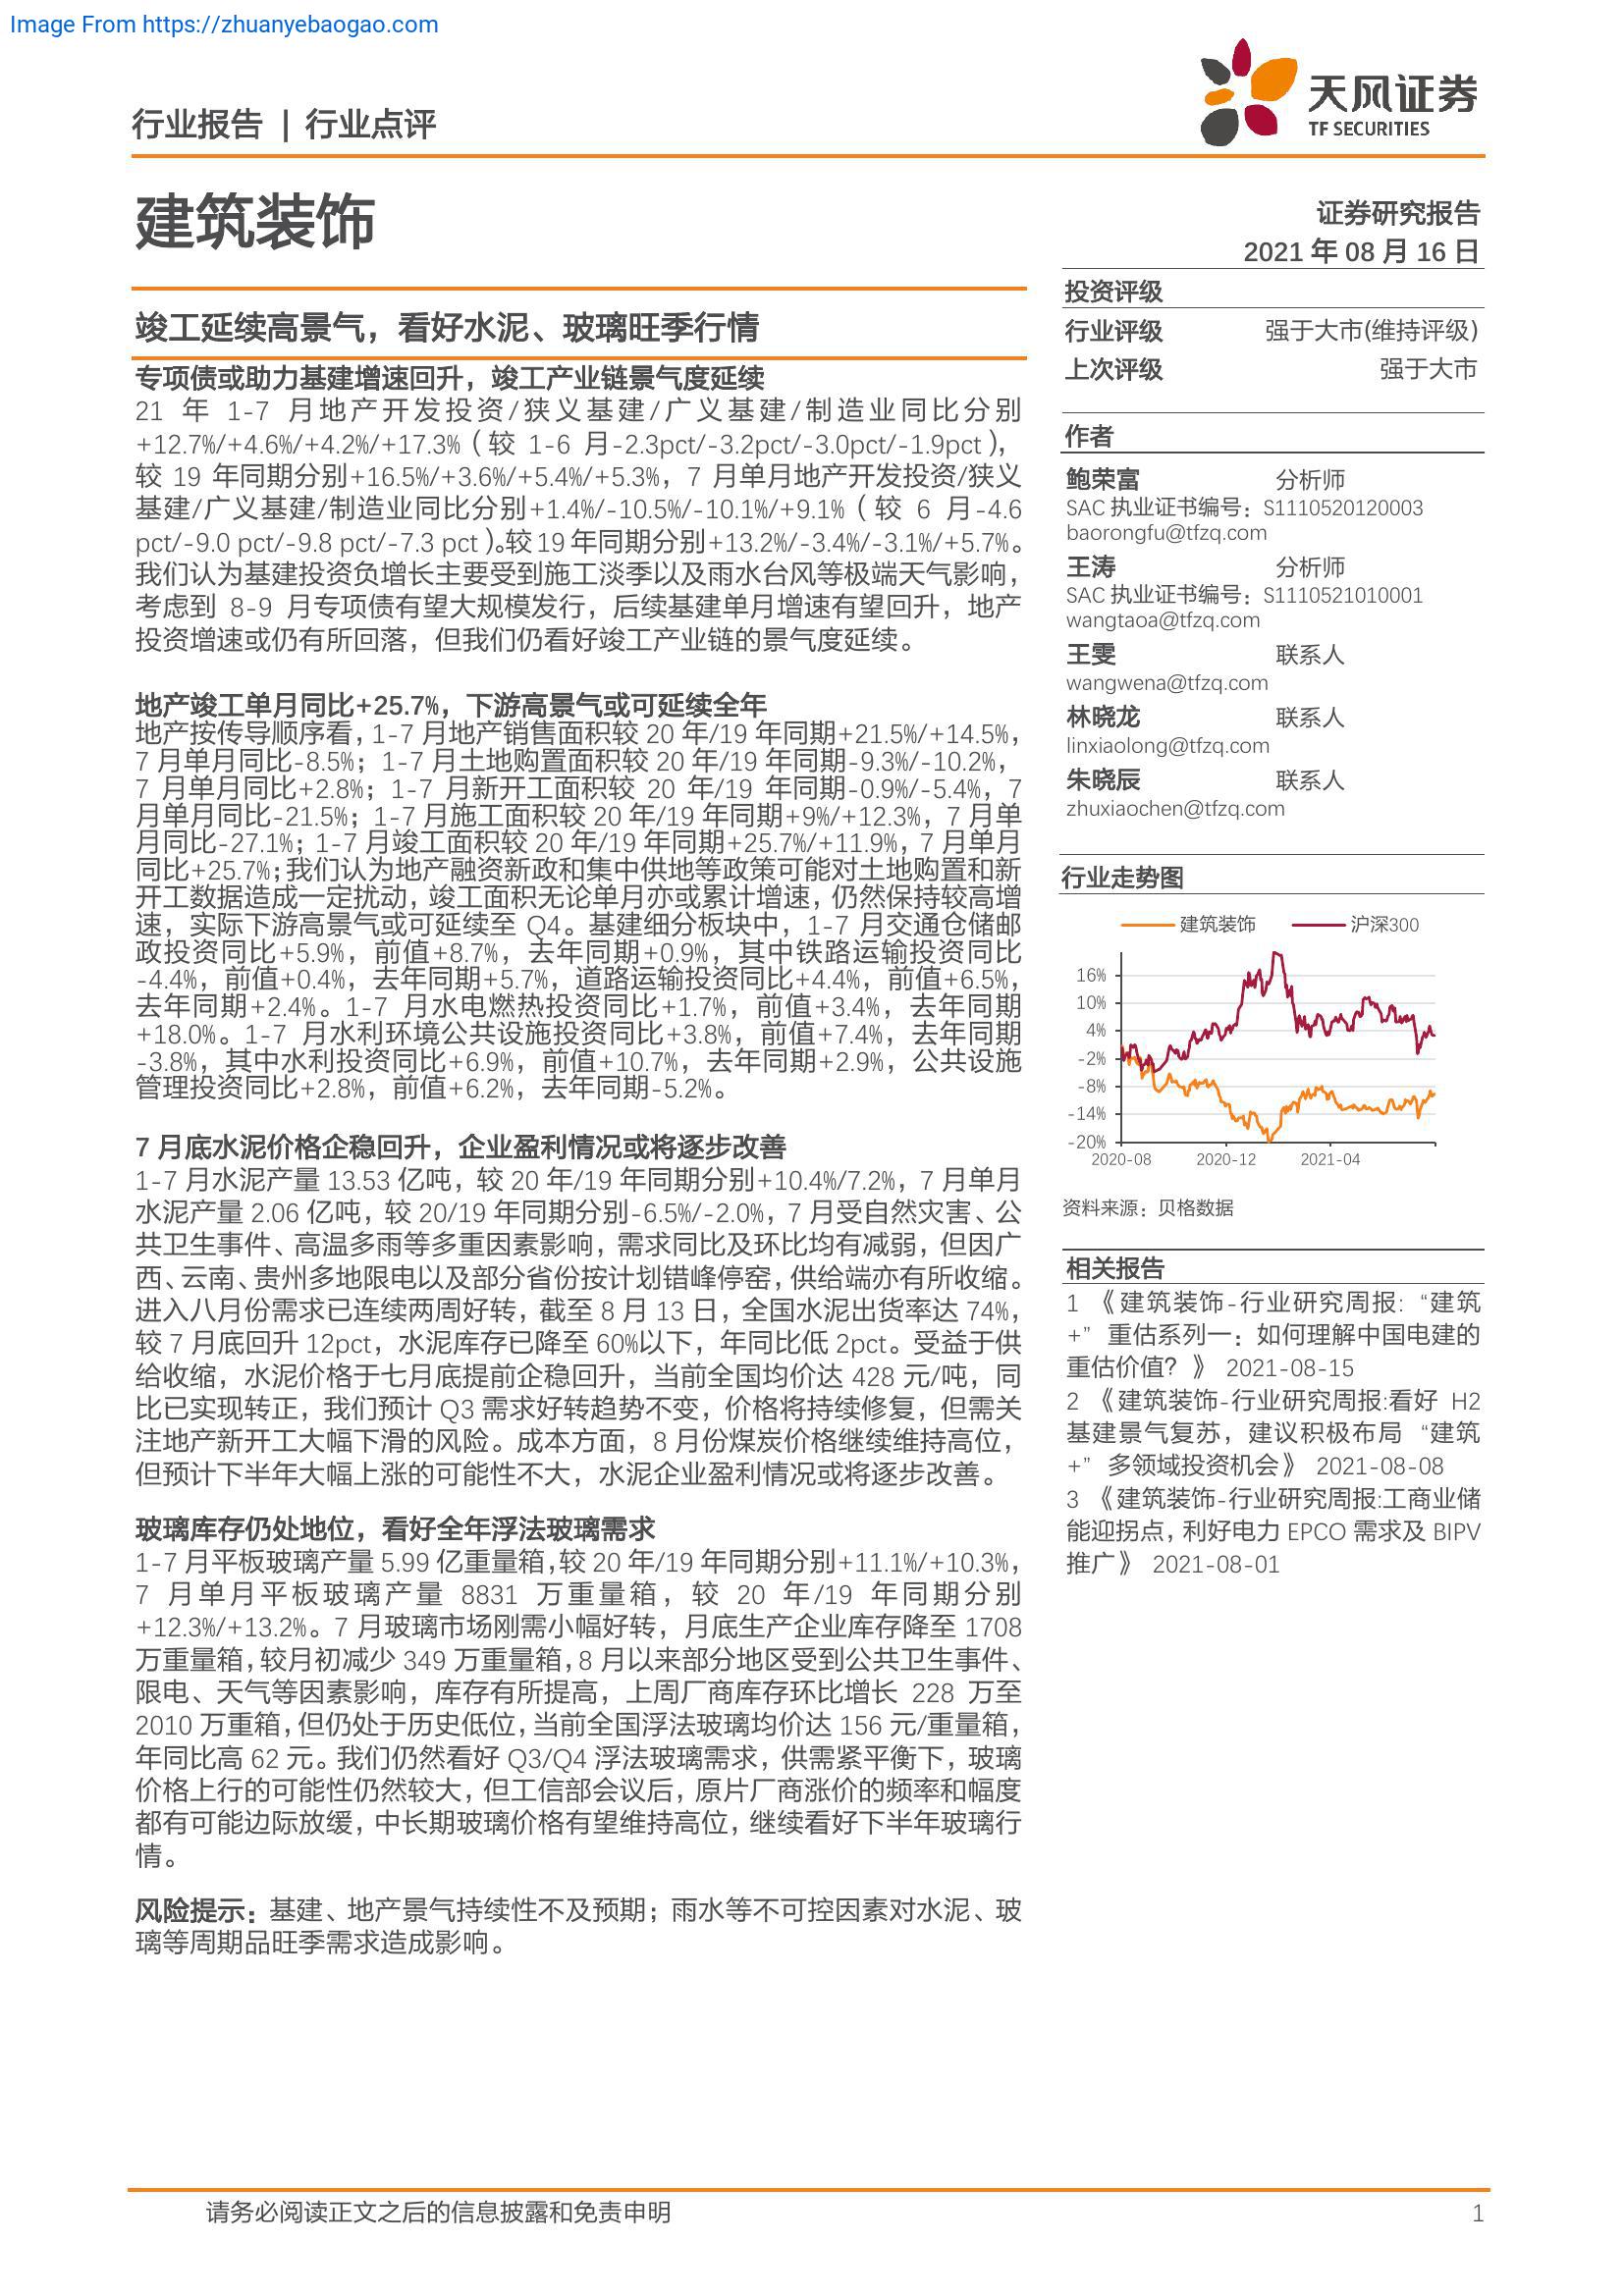 Image From https://zhuanyebaogao.com
行业报告 | 行业点评
天风证券
TF SECURITIES
建筑装饰
证券研究报告
2021 年 08 月 16 日
竣工延续高景气，看好水泥、玻璃旺季行情
专项债或助力基建增速回升，竣工产业链景气度延续
21 年 1-7 月地产开发投资/狭义基建/广义基建/制造业同比分别
+12.7%/+4.6%/+4.2%/+17.3%（较 1-6 月-2.3pct/-3.2pct/-3.0pct/-1.9pct），
较 19 年同期分别+16.5%/+3.6%/+5.4%/+5.3%，7 月单月地产开发投资/狭义
基建/广义基建/制造业同比分别+1.4%/-10.5%/-10.1%/+9.1%（较 6 月-4.6
pct/-9.0 pct/-9.8 pct/-7.3 pct）。较 19 年同期分别+13.2%/-3.4%/-3.1%/+5.7%。
我们认为基建投资负增长主要受到施工淡季以及雨水台风等极端天气影响，
考虑到 8-9 月专项债有望大规模发行，后续基建单月增速有望回升，地产
投资增速或仍有所回落，但我们仍看好竣工产业链的景气度延续。
地产竣工单月同比+25.7%，下游高景气或可延续全年
地产按传导顺序看，1-7 月地产销售面积较 20 年/19 年同期+21.5%/+14.5%，
7 月单月同比-8.5%；1-7 月土地购置面积较 20 年/19 年同期-9.3%/-10.2%，
7 月单月同比+2.8%；1-7 月新开工面积较 20 年/19 年同期-0.9%/-5.4%，7
月单月同比-21.5%；1-7 月施工面积较 20 年/19 年同期+9%/+12.3%，7 月单
月同比-27.1%；1-7 月竣工面积较 20 年/19 年同期+25.7%/+11.9%，7 月单月
同比+25.7%；我们认为地产融资新政和集中供地等政策可能对土地购置和新
开工数据造成一定扰动，竣工面积无论单月亦或累计增速，仍然保持较高增
速，实际下游高景气或可延续至 Q4。基建细分板块中，1-7 月交通仓储邮
政投资同比+5.9%，前值+8.7%，去年同期+0.9%，其中铁路运输投资同比
-4.4%，前值+0.4%，去年同期+5.7%，道路运输投资同比+4.4%，前值+6.5%，
去年同期+2.4%。1-7 月水电燃热投资同比+1.7%，前值+3.4%，去年同期
+18.0%。1-7 月水利环境公共设施投资同比+3.8%，前值+7.4%，去年同期
-3.8%，其中水利投资同比+6.9%，前值+10.7%，去年同期+2.9%，公共设施
管理投资同比+2.8%，前值+6.2%，去年同期-5.2%。
7 月底水泥价格企稳回升，企业盈利情况或将逐步改善
1-7 月水泥产量 13.53 亿吨，较 20 年/19 年同期分别+10.4%/7.2%，7 月单月
水泥产量 2.06 亿吨，较 20/19 年同期分别-6.5%/-2.0%，7 月受自然灾害、公
共卫生事件、高温多雨等多重因素影响，需求同比及环比均有减弱，但因广
西、云南、贵州多地限电以及部分省份按计划错峰停窑，供给端亦有所收缩。
进入八月份需求已连续两周好转，截至 8 月 13 日，全国水泥出货率达 74%，
较 7 月底回升 12pct，水泥库存已降至 60%以下，年同比低 2pct。受益于供
给收缩，水泥价格于七月底提前企稳回升，当前全国均价达 428 元/吨，同
比已实现转正，我们预计 Q3 需求好转趋势不变，价格将持续修复，但需关
注地产新开工大幅下滑的风险。成本方面，8 月份煤炭价格继续维持高位，
但预计下半年大幅上涨的可能性不大，水泥企业盈利情况或将逐步改善。
玻璃库存仍处地位，看好全年浮法玻璃需求
1-7 月平板玻璃产量 5.99 亿重量箱，较 20 年/19 年同期分别+11.1%/+10.3%，
7 月单月平板玻璃产量 8831 万重量箱，较 20 年/19 年同期分别
+12.3%/+13.2%。7 月玻璃市场刚需小幅好转，月底生产企业库存降至 1708
万重量箱，较月初减少 349 万重量箱，8 月以来部分地区受到公共卫生事件、
限电、天气等因素影响，库存有所提高，上周厂商库存环比增长 228 万至
2010 万重箱，但仍处于历史低位，当前全国浮法玻璃均价达 156 元/重量箱，
年同比高 62 元。我们仍然看好 Q3/Q4 浮法玻璃需求，供需紧平衡下，玻璃
价格上行的可能性仍然较大，但工信部会议后，原片厂商涨价的频率和幅度
都有可能边际放缓，中长期玻璃价格有望维持高位，继续看好下半年玻璃行
情。
风险提示：基建、地产景气持续性不及预期；雨水等不可控因素对水泥、玻
璃等周期品旺季需求造成影响。
投资评级
行业评级 强于大市(维持评级)
上次评级 强于大市
作者
鲍荣富 分析师
SAC 执业证书编号：S1110520120003
baorongfu@tfzq.com
王涛 分析师
SAC 执业证书编号：S1110521010001
wangtaoa@tfzq.com
王雯 联系人
wangwena@tfzq.com
林晓龙 联系人
linxiaolong@tfzq.com
朱晓辰 联系人
zhuxiaochen@tfzq.com
行业走势图
建筑装饰 沪深300
16%
10%
4%
-2%
-8%
-14%
-20%
2020-08 2020-12 2021-04
资料来源：贝格数据
相关报告
1 《建筑装饰-行业研究周报:“建筑
+”重估系列一：如何理解中国电建的
重估价值？》 2021-08-15
2 《建筑装饰-行业研究周报:看好 H2
基建景气复苏，建议积极布局“建筑
+”多领域投资机会》 2021-08-08
3 《建筑装饰-行业研究周报:工商业储
能迎拐点，利好电力 EPCO 需求及 BIPV
推广》 2021-08-01
请务必阅读正文之后的信息披露和免责申明 1